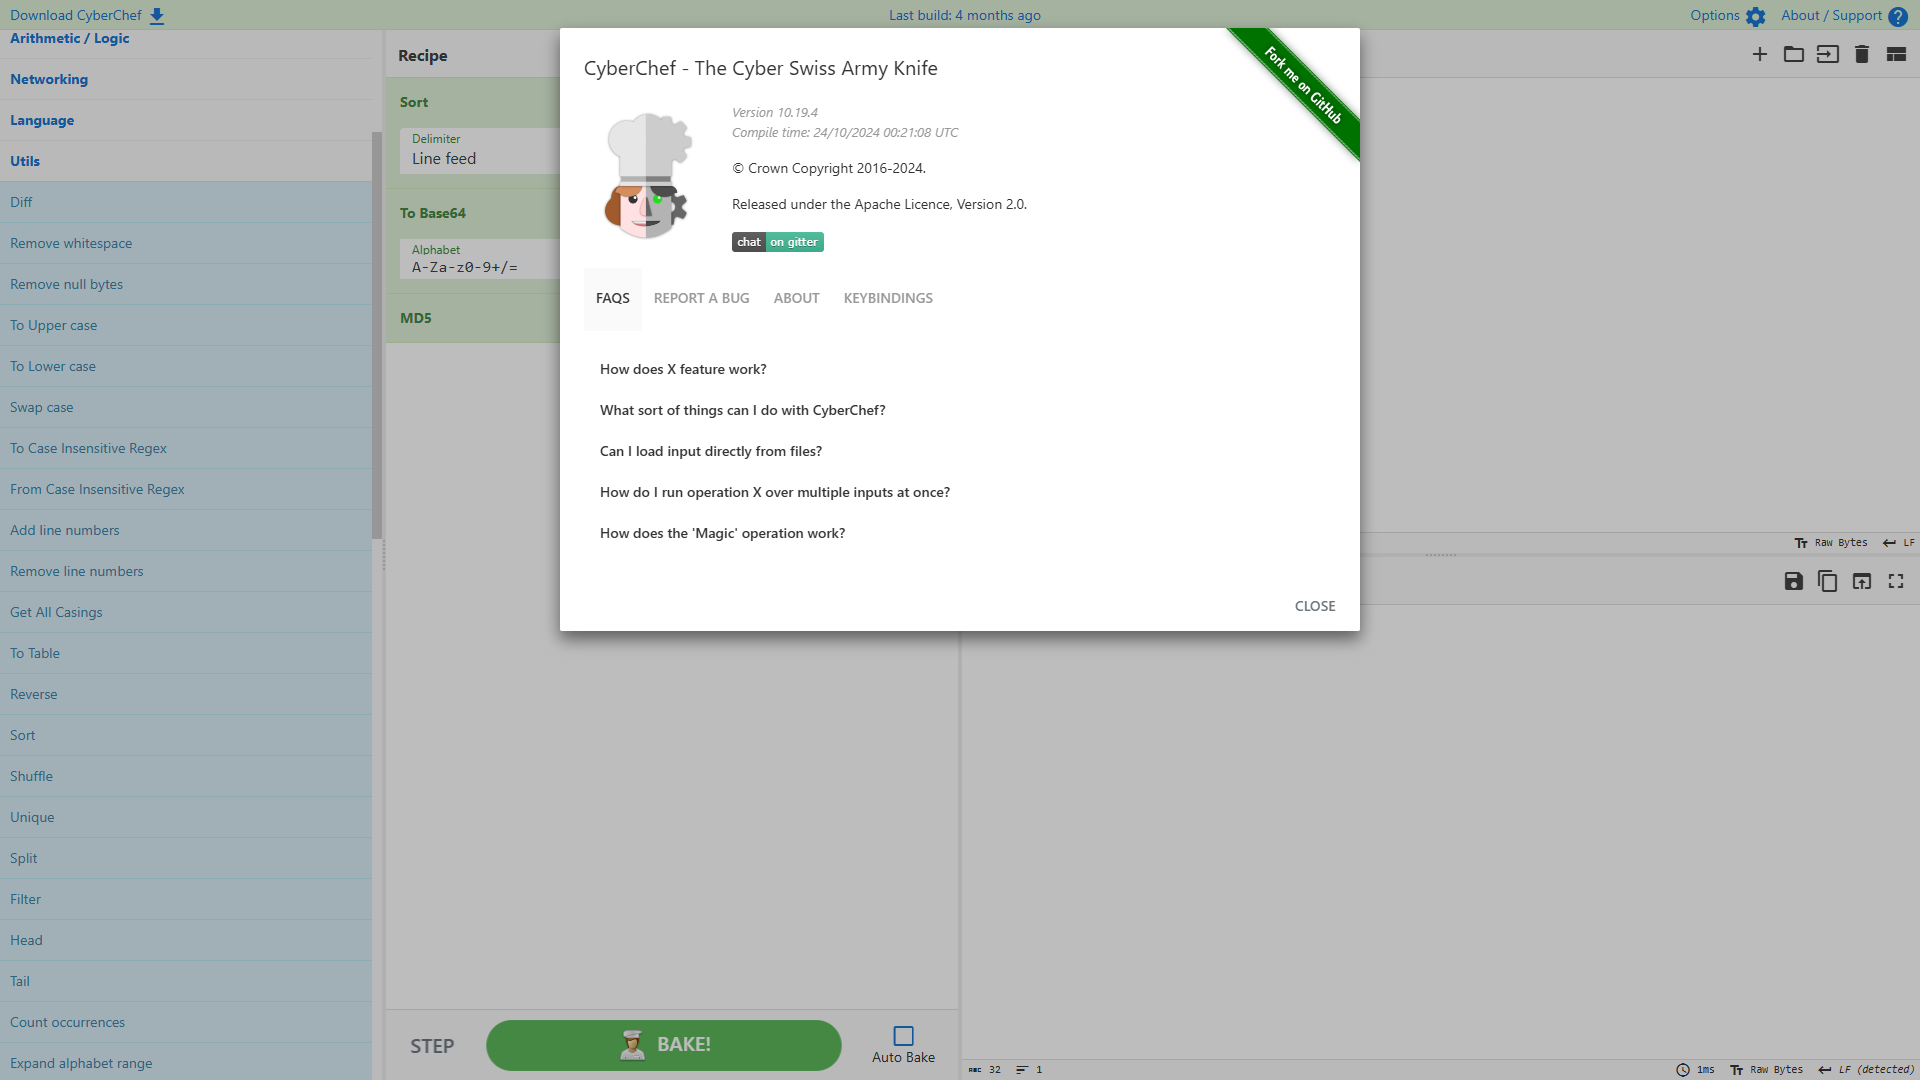 Download CyberChef
Last build: 4 months ago
Options
About / Support
Arithmetic / Logic
Networking
Language
Utils
Diff
Remove whitespace
Remove null bytes
To Upper case
To Lower case
Swap case
To Case Insensitive Regex
From Case Insensitive Regex
Add line numbers
Remove line numbers
Get All Casings
To Table
Reverse
Sort
Shuffle
Unique
Split
Filter
Head
Tail
Count occurrences
Expand alphabet range
Recipe
Sort
Delimiter
Line feed
To Base64
Alphabet
A-Za-z0-9+/=
MD5
STEP
BAKE!
Auto Bake
CyberChef - The Cyber Swiss Army Knife
Fork me on GitHub
Version 10.19.4
Compile time: 24/10/2024 00:21:08 UTC
© Crown Copyright 2016-2024.
Released under the Apache Licence, Version 2.0.
chat on gitter
FAQS
REPORT A BUG
ABOUT
KEYBINDINGS
How does X feature work?
What sort of things can I do with CyberChef?
Can I load input directly from files?
How do I run operation X over multiple inputs at once?
How does the 'Magic' operation work?
CLOSE
Raw Bytes
LF
ABC 32
1
1ms
Raw Bytes
LF (detected)